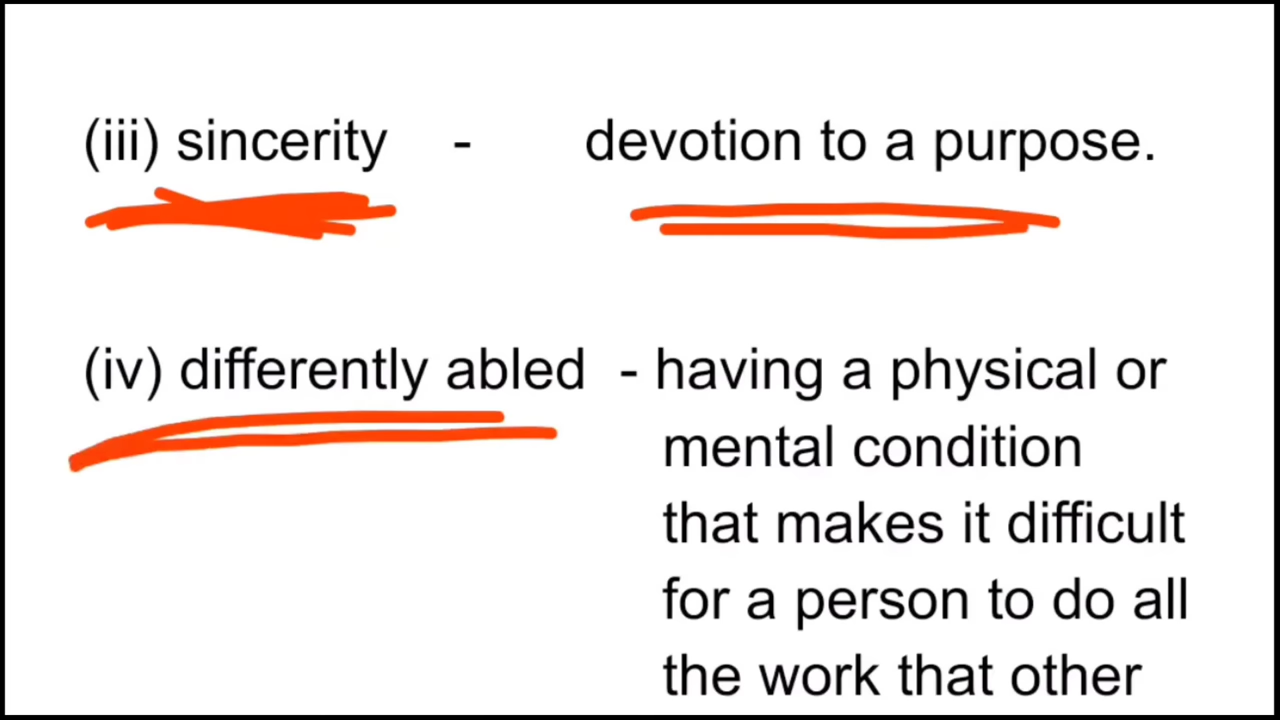 (iii) sincerity - devotion to a purpose.
(iv) differently abled - having a physical or
mental condition
that makes it difficult
for a person to do all
the work that other